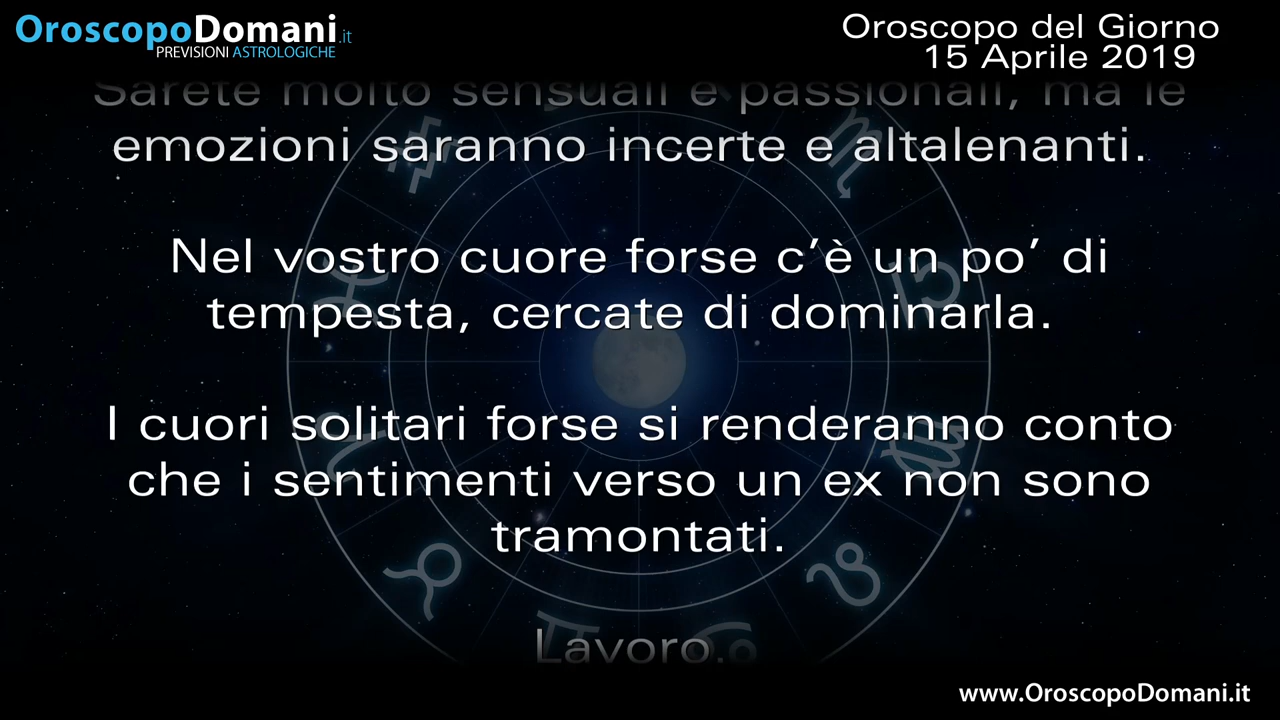 OroscopoDomani.it
PREVISIONI ASTROLOGICHE
Oroscopo del Giorno
15 Aprile 2019
Sarete molto sensuali e passionali, ma le
emozioni saranno incerte e altalenanti.
Nel vostro cuore forse c’è un po’ di
tempesta, cercate di dominarla.
I cuori solitari forse si renderanno conto
che i sentimenti verso un ex non sono
tramontati.
Lavoro.
www.OroscopoDomani.it